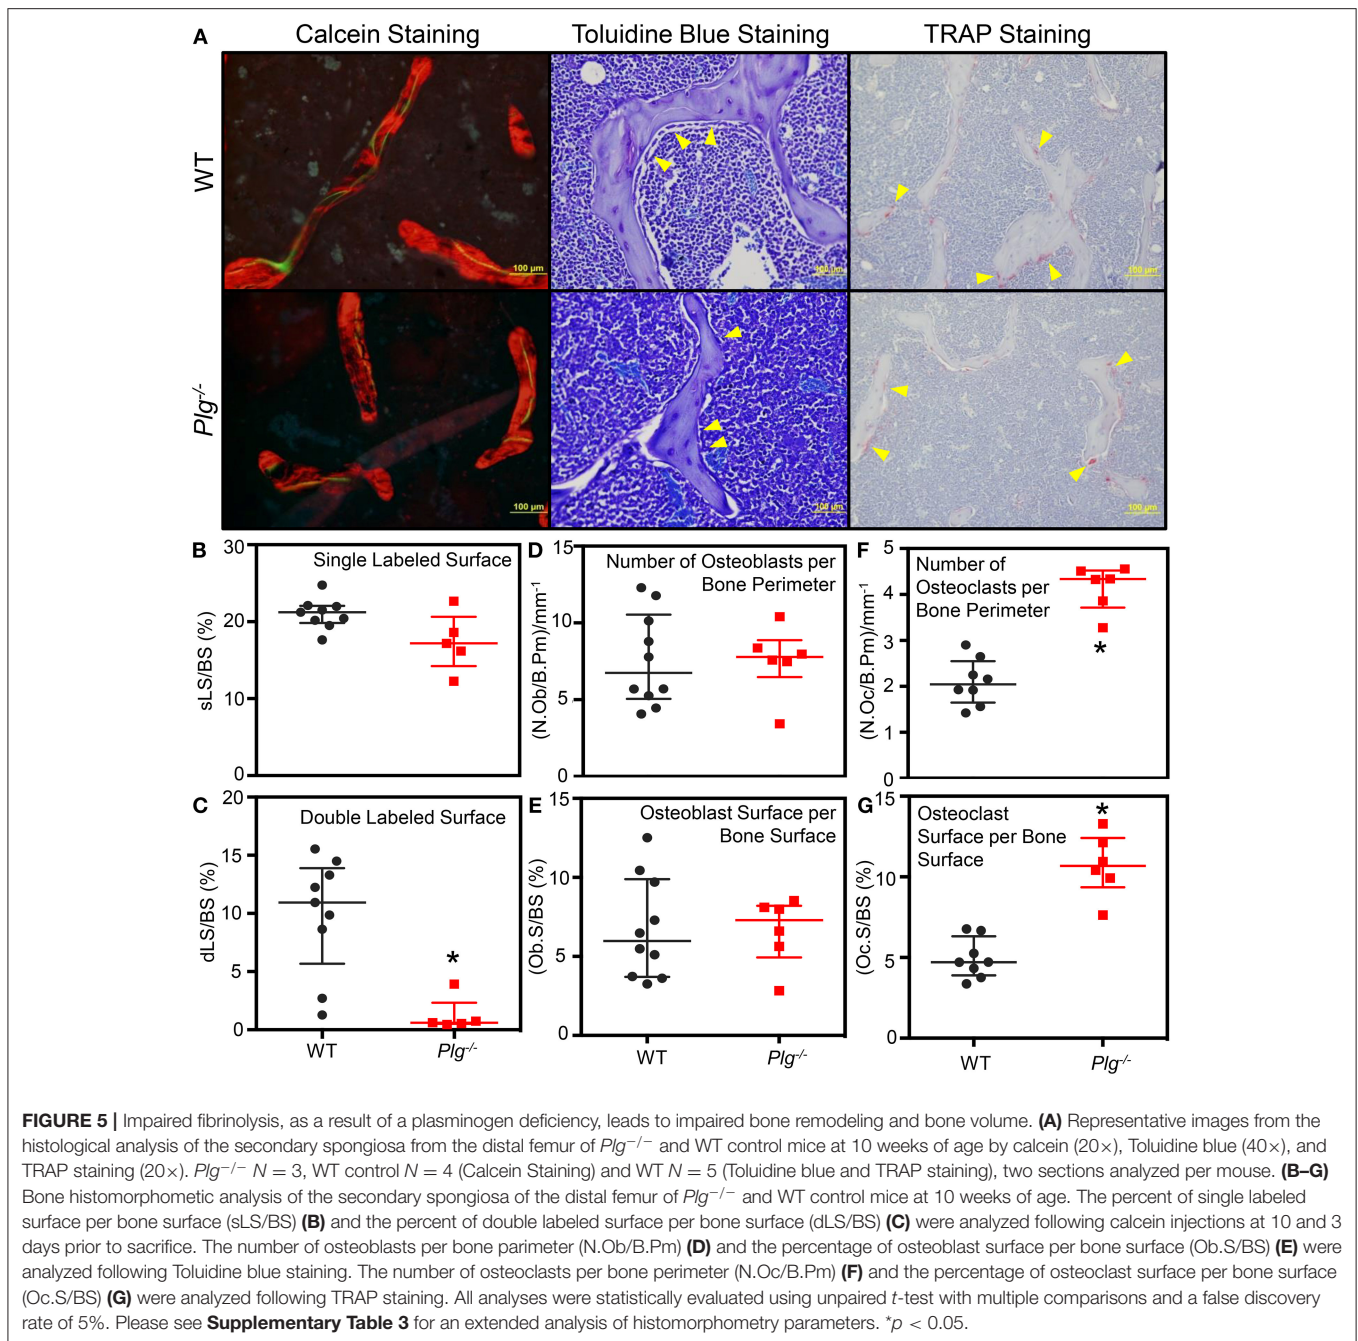 A Calcein Staining Toluidine Blue Staining TRAP Staining
WT
100 µm 100 µm 100 µm
Plg-/-
100 µm 100 µm 100 µm
B
30
20
10
0
sLS/BS (%)
Single Labeled Surface
D
15
10
5
0
(N.Ob/B.Pm)/mm-1
Number of Osteoblasts per
Bone Perimeter
F
5
4
3
2
1
0
(N.Oc/B.Pm)/mm-1
Number of
Osteoclasts per
Bone Perimeter
*
C
20
15
10
5
0
dLS/BS (%)
Double Labeled Surface
*
WT Plg-/-
E
15
10
5
0
(Ob.S/BS (%)
Osteoblast Surface per
Bone Surface
WT Plg-/-
G
15
10
5
0
(Oc.S/BS (%)
Osteoclast
Surface per Bone
Surface
*
WT Plg-/-
FIGURE 5 | Impaired fibrinolysis, as a result of a plasminogen deficiency, leads to impaired bone remodeling and bone volume. (A) Representative images from the
histological analysis of the secondary spongiosa from the distal femur of Plg−/− and WT control mice at 10 weeks of age by calcein (20×), Toluidine blue (40×), and
TRAP staining (20×). Plg−/− N = 3, WT control N = 4 (Calcein Staining) and WT N = 5 (Toluidine blue and TRAP staining), two sections analyzed per mouse. (B–G)
Bone histomorphometic analysis of the secondary spongiosa of the distal femur of Plg−/− and WT control mice at 10 weeks of age. The percent of single labeled
surface per bone surface (sLS/BS) (B) and the percent of double labeled surface per bone surface (dLS/BS) (C) were analyzed following calcein injections at 10 and 3
days prior to sacrifice. The number of osteoblasts per bone parimeter (N.Ob/B.Pm) (D) and the percentage of osteoblast surface per bone surface (Ob.S/BS) (E) were
analyzed following Toluidine blue staining. The number of osteoclasts per bone perimeter (N.Oc/B.Pm) (F) and the percentage of osteoclast surface per bone surface
(Oc.S/BS) (G) were analyzed following TRAP staining. All analyses were statistically evaluated using unpaired t-test with multiple comparisons and a false discovery
rate of 5%. Please see Supplementary Table 3 for an extended analysis of histomorphometry parameters. *p < 0.05.